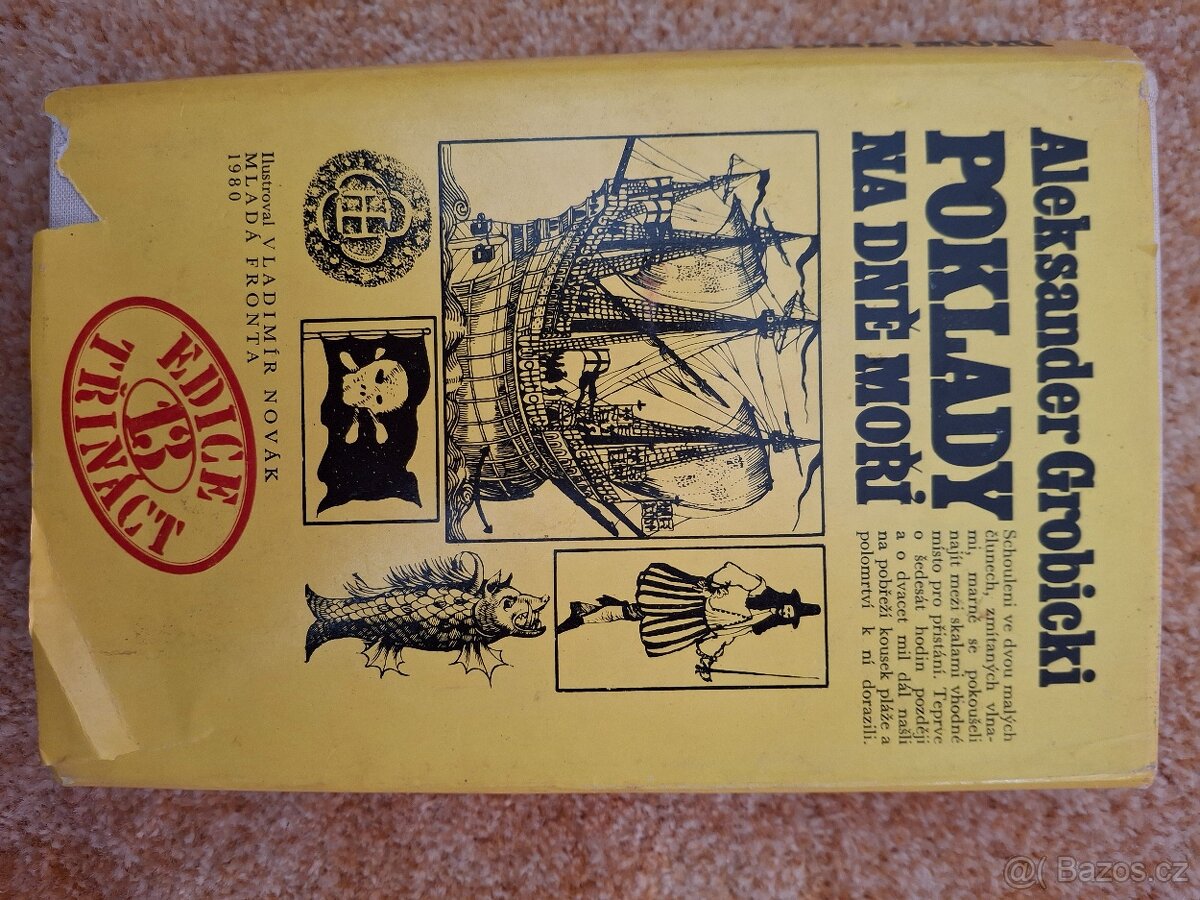 Aleksander Grobicki
POKLADY
NA DNĚ MOŘÍ
Schouleni ve dvou malých
člunech, zmítaných vlna-
mi, marně se pokoušeli
najít mezi skalami vhodné
místo pro přistání. Teprve
o šedesát hodin později
a o dvacet mil dál našli
na pobřeží kousek pláže a
polomrtvi k ní dorazili.
Ilustroval VLADIMÍR NOVÁK
MLADÁ FRONTA
1980
EDICE
13
TŘINÁCT
@( Bazos.cz